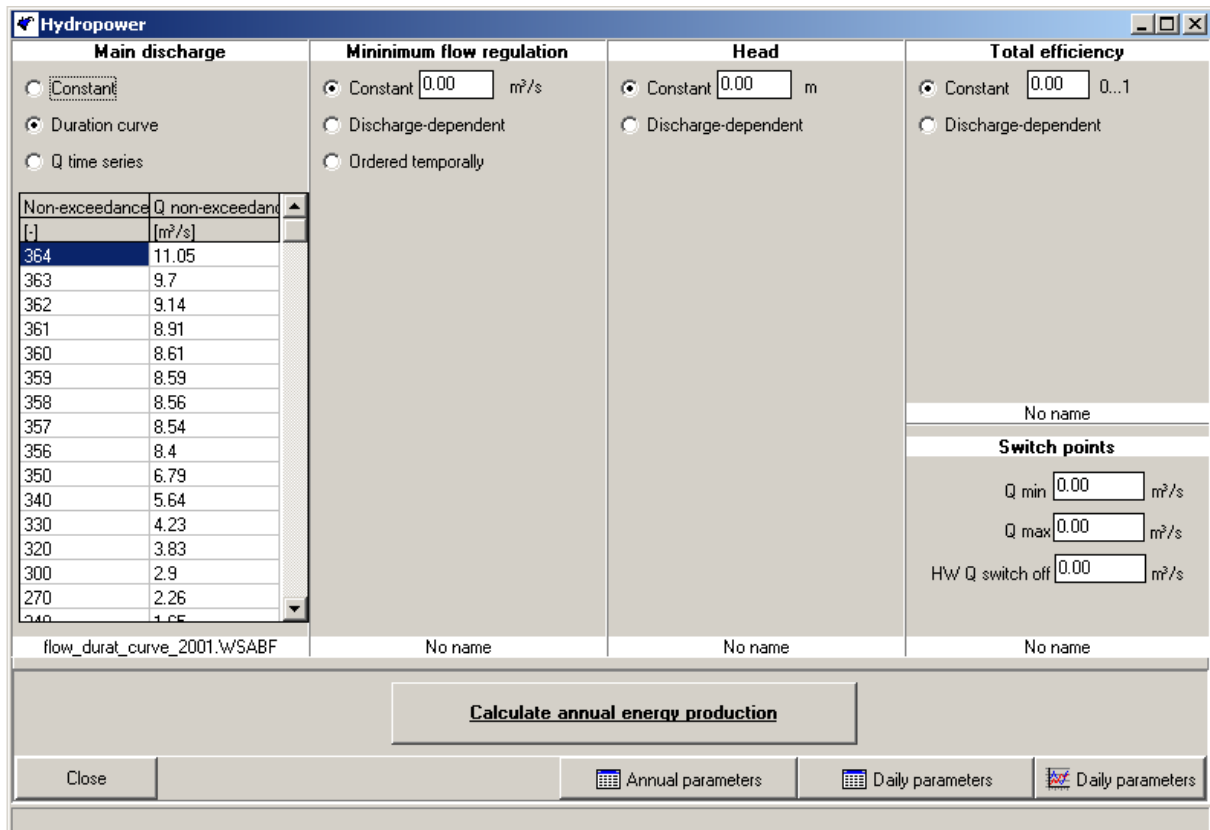 Hydropower
Main discharge
Constant
Duration curve
Q time series
Non-exceedance Q non-exceedanc
[-] [m³/s]
364 11.05
363 9.7
362 9.14
361 8.91
360 8.61
359 8.59
358 8.56
357 8.54
356 8.4
350 6.79
340 5.64
330 4.23
320 3.83
300 2.9
270 2.26
240 1.65
flow_durat_curve_2001.WSABF
Mininimum flow regulation
Constant 0.00 m³/s
Discharge-dependent
Ordered temporally
No name
Head
Constant 0.00 m
Discharge-dependent
No name
Total efficiency
Constant 0.00 0...1
Discharge-dependent
No name
Switch points
Q min 0.00 m³/s
Q max 0.00 m³/s
HW Q switch off 0.00 m³/s
No name
Calculate annual energy production
Close
Annual parameters
Daily parameters
Daily parameters